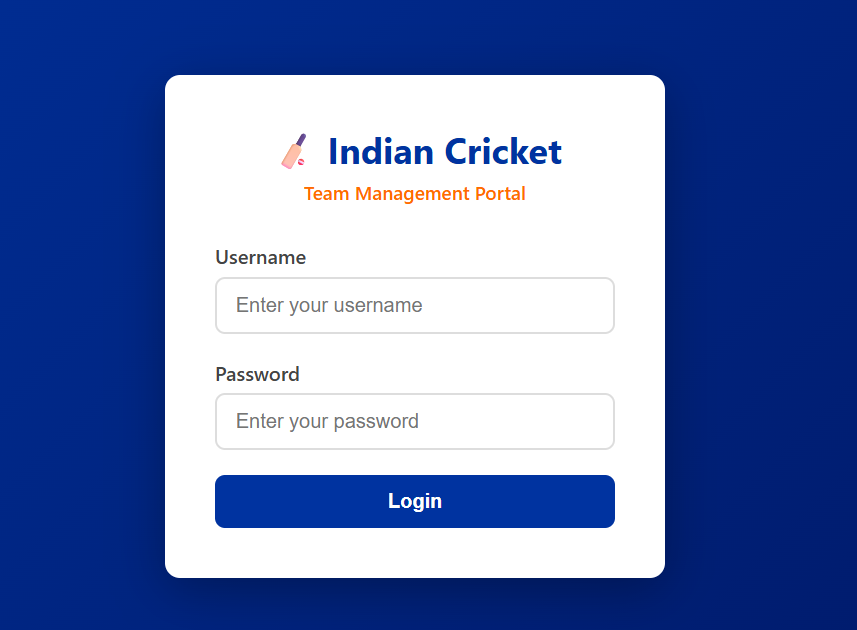 Indian Cricket
Team Management Portal
Username
Enter your username
Password
Enter your password
Login